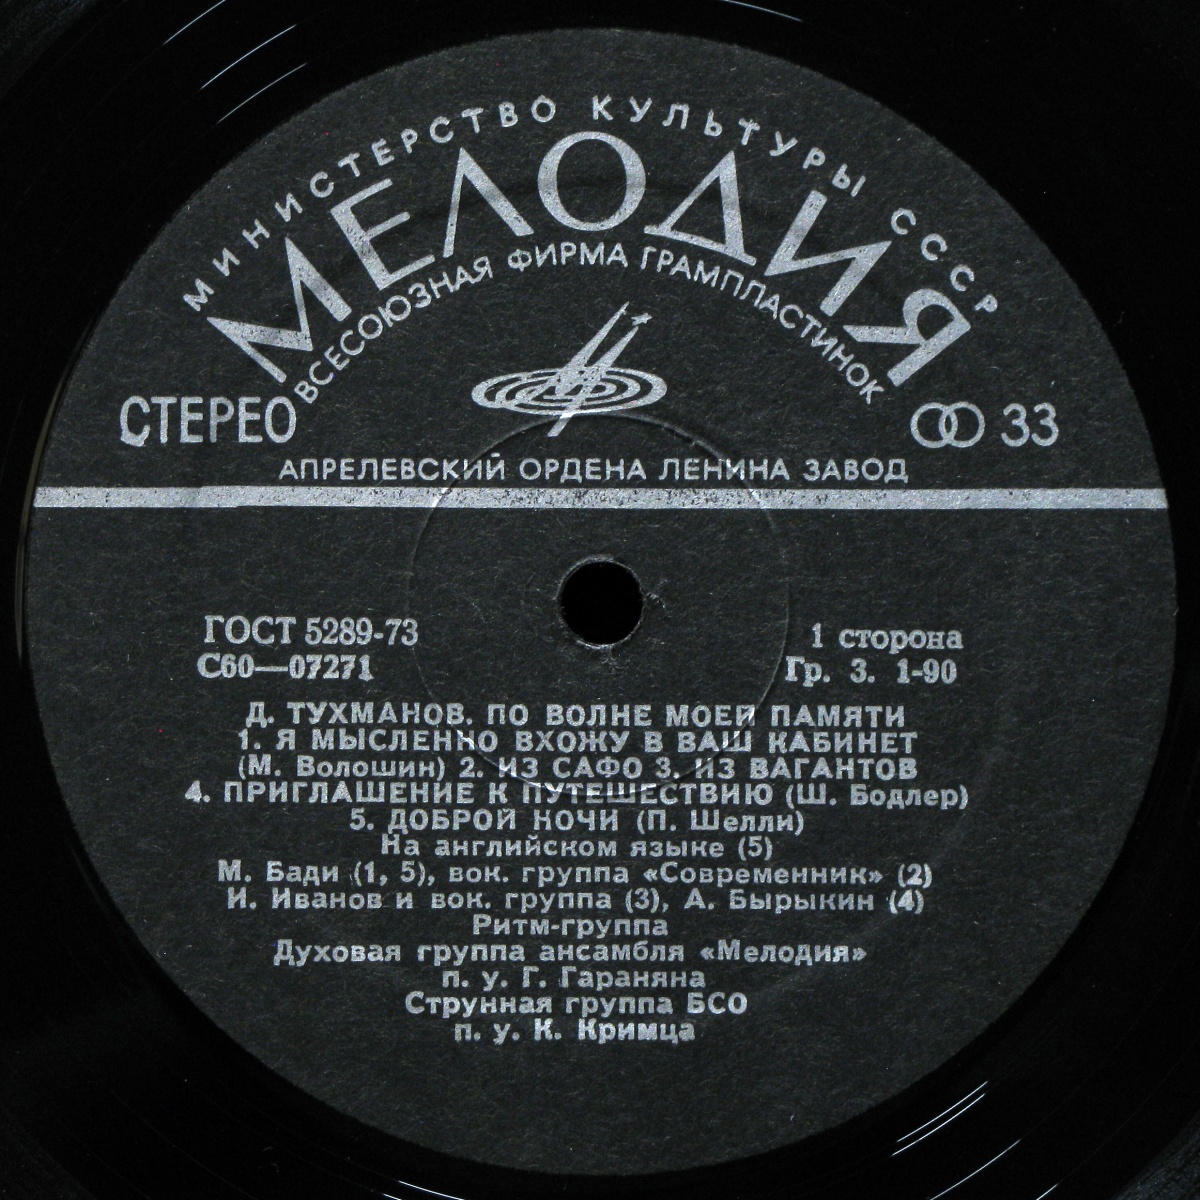 МИНИСТЕРСТВО КУЛЬТУРЫ СССР
МЕЛОДИЯ
ВСЕСОЮЗНАЯ ФИРМА ГРАМПЛАСТИНОК
СТЕРЕО
33
АПРЕЛЕВСКИЙ ОРДЕНА ЛЕНИНА ЗАВОД
ГОСТ 5289-73
С60—07271
1 сторона
Гр. 3. 1-90
Д. ТУХМАНОВ. ПО ВОЛНЕ МОЕЙ ПАМЯТИ
1. Я МЫСЛЕННО ВХОЖУ В ВАШ КАБИНЕТ
(М. Волошин) 2. ИЗ САФО 3. ИЗ ВАГАНТОВ
4. ПРИГЛАШЕНИЕ К ПУТЕШЕСТВИЮ (Ш. Бодлер)
5. ДОБРОЙ НОЧИ (П. Шелли)
На английском языке (5)
М. Бади (1, 5), вок. группа «Современник» (2)
И. Иванов и вок. группа (3), А. Бырыкин (4)
Ритм-группа
Духовая группа ансамбля «Мелодия»
п. у. Г. Гараняна
Струнная группа БСО
п. у. К. Кримца